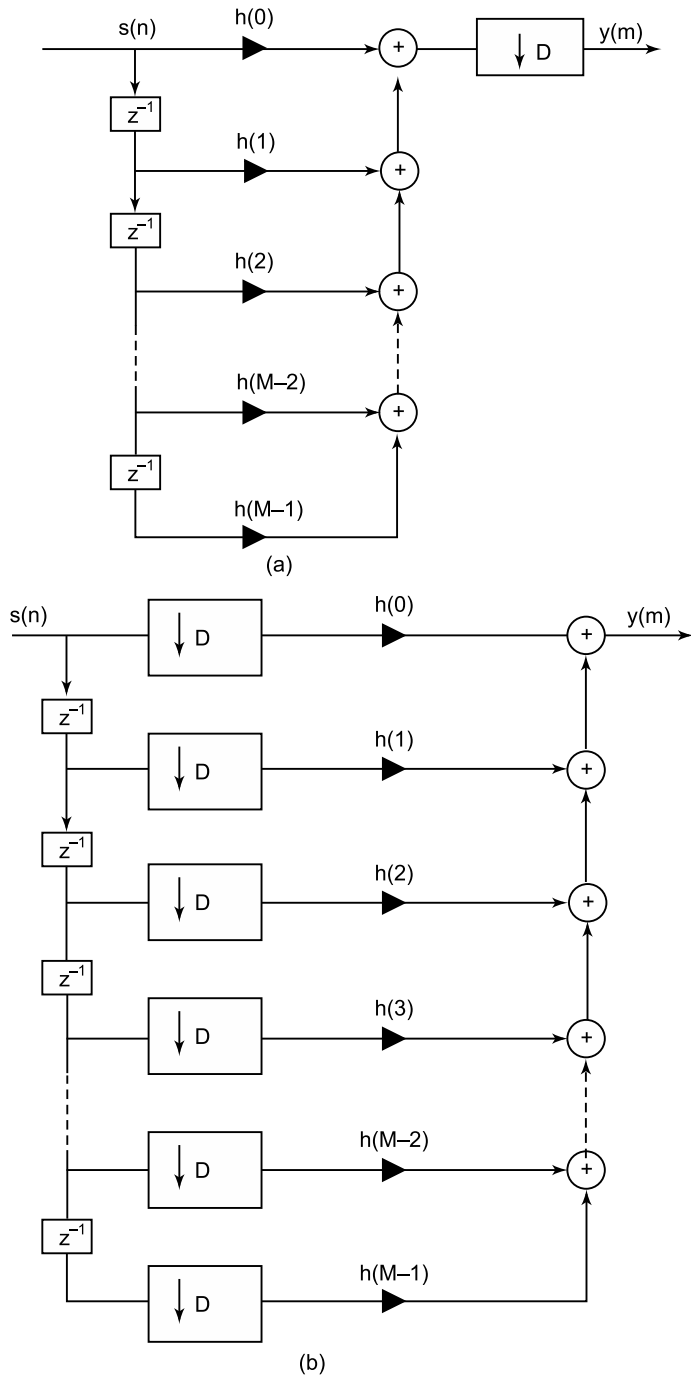 s(n) h(0) + ↓ D y(m)
z⁻¹
h(1) +
z⁻¹
h(2) +
h(M–2) +
z⁻¹
h(M–1)
(a)
s(n) ↓ D h(0) + y(m)
z⁻¹
↓ D h(1) +
z⁻¹
↓ D h(2) +
z⁻¹
↓ D h(3) +
↓ D h(M–2) +
z⁻¹
↓ D h(M–1)
(b)